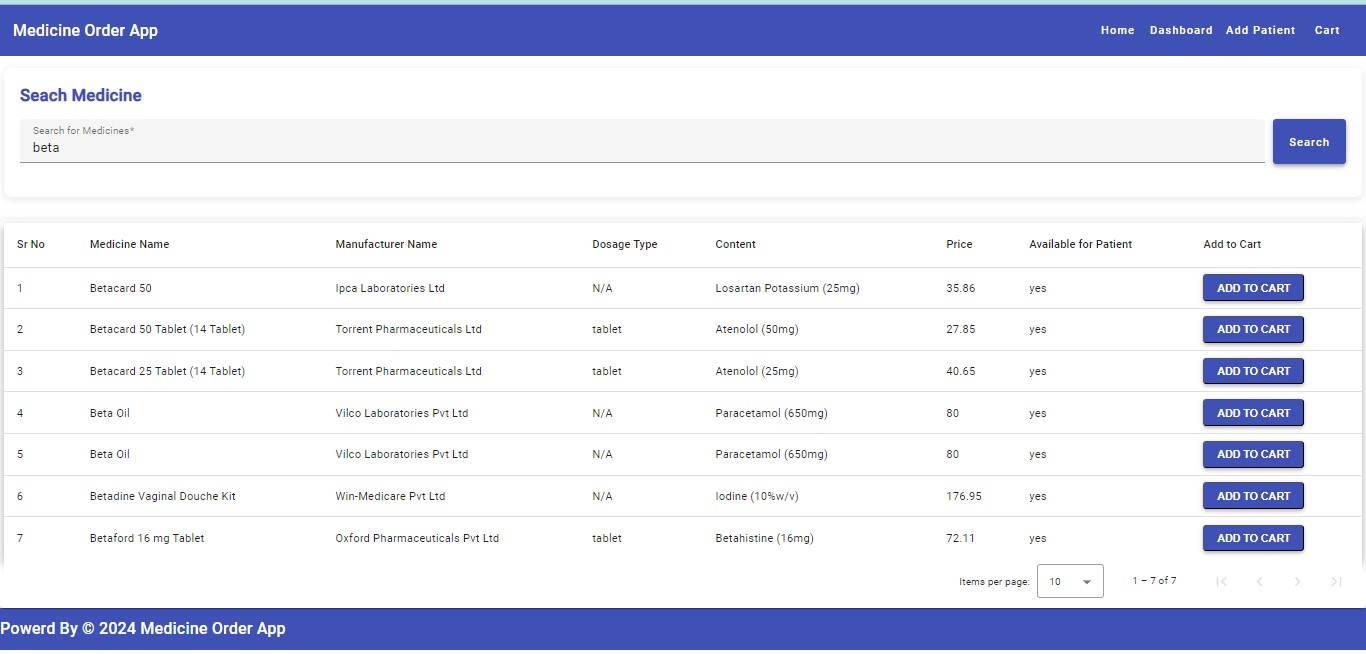 Medicine Order App Home Dashboard Add Patient Cart
Seach Medicine
Search for Medicines*
beta
Search
Sr No Medicine Name Manufacturer Name Dosage Type Content Price Available for Patient Add to Cart
1 Betacard 50 Ipca Laboratories Ltd N/A Losartan Potassium (25mg) 35.86 yes ADD TO CART
2 Betacard 50 Tablet (14 Tablet) Torrent Pharmaceuticals Ltd tablet Atenolol (50mg) 27.85 yes ADD TO CART
3 Betacard 25 Tablet (14 Tablet) Torrent Pharmaceuticals Ltd tablet Atenolol (25mg) 40.65 yes ADD TO CART
4 Beta Oil Vilco Laboratories Pvt Ltd N/A Paracetamol (650mg) 80 yes ADD TO CART
5 Beta Oil Vilco Laboratories Pvt Ltd N/A Paracetamol (650mg) 80 yes ADD TO CART
6 Betadine Vaginal Douche Kit Win-Medicare Pvt Ltd N/A Iodine (10%w/v) 176.95 yes ADD TO CART
7 Betaford 16 mg Tablet Oxford Pharmaceuticals Pvt Ltd tablet Betahistine (16mg) 72.11 yes ADD TO CART
Items per page: 10 1 – 7 of 7
Powerd By © 2024 Medicine Order App